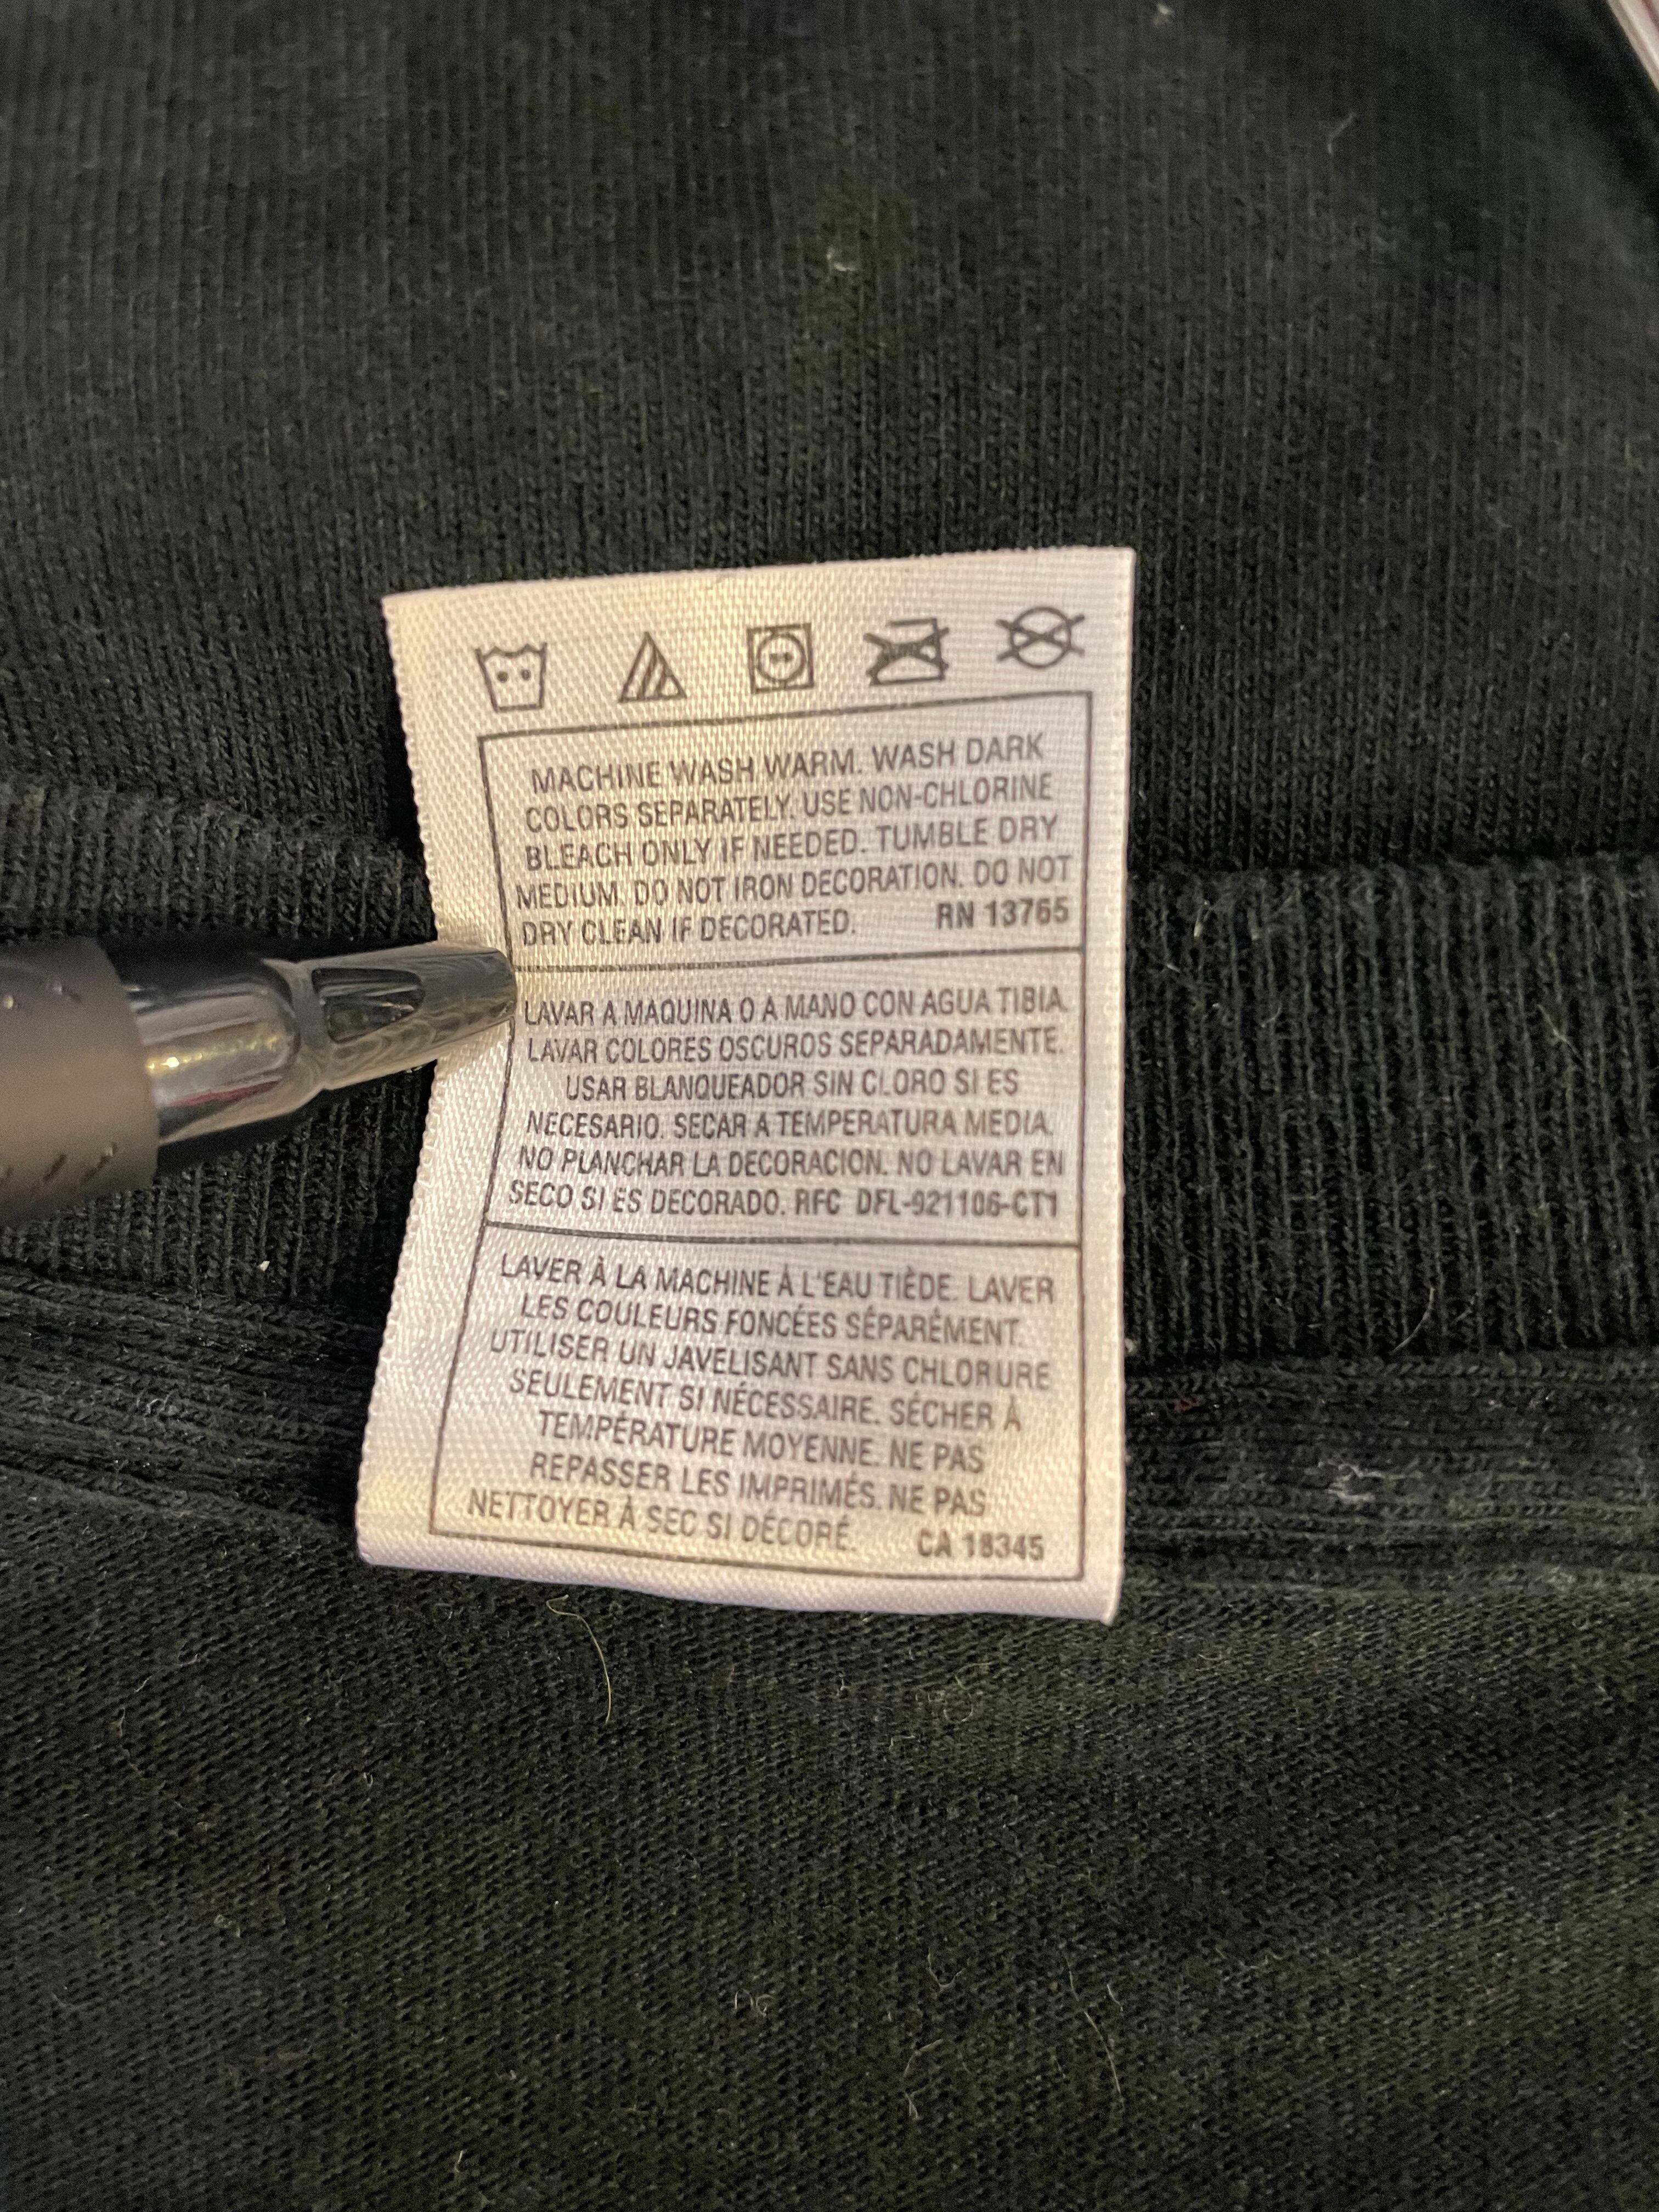 MACHINE WASH WARM. WASH DARK
COLORS SEPARATELY. USE NON-CHLORINE
BLEACH ONLY IF NEEDED. TUMBLE DRY
MEDIUM. DO NOT IRON DECORATION. DO NOT
DRY CLEAN IF DECORATED. RN 13765
LAVAR A MAQUINA O A MANO CON AGUA TIBIA.
LAVAR COLORES OSCUROS SEPARADAMENTE.
USAR BLANQUEADOR SIN CLORO SI ES
NECESARIO. SECAR A TEMPERATURA MEDIA.
NO PLANCHAR LA DECORACION. NO LAVAR EN
SECO SI ES DECORADO. RFC DFL-921106-CT1
LAVER À LA MACHINE À L'EAU TIÈDE. LAVER
LES COULEURS FONCÉES SÉPARÉMENT.
UTILISER UN JAVELISANT SANS CHLORURE
SEULEMENT SI NÉCESSAIRE. SÉCHER À
TEMPÉRATURE MOYENNE. NE PAS
REPASSER LES IMPRIMÉS. NE PAS
NETTOYER À SEC SI DÉCORÉ. CA 18345